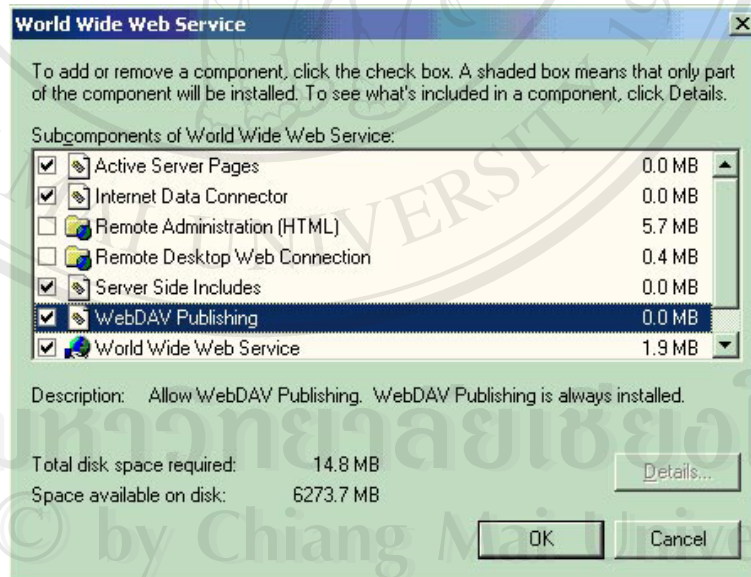 World Wide Web Service
To add or remove a component, click the check box. A shaded box means that only part
of the component will be installed. To see what's included in a component, click Details.
Subcomponents of World Wide Web Service:
Active Server Pages 0.0 MB
Internet Data Connector 0.0 MB
Remote Administration (HTML) 5.7 MB
Remote Desktop Web Connection 0.4 MB
Server Side Includes 0.0 MB
WebDAV Publishing 0.0 MB
World Wide Web Service 1.9 MB
Description: Allow WebDAV Publishing. WebDAV Publishing is always installed.
Total disk space required: 14.8 MB
Details...
Space available on disk: 6273.7 MB
OK Cancel
© by Chiang Mai